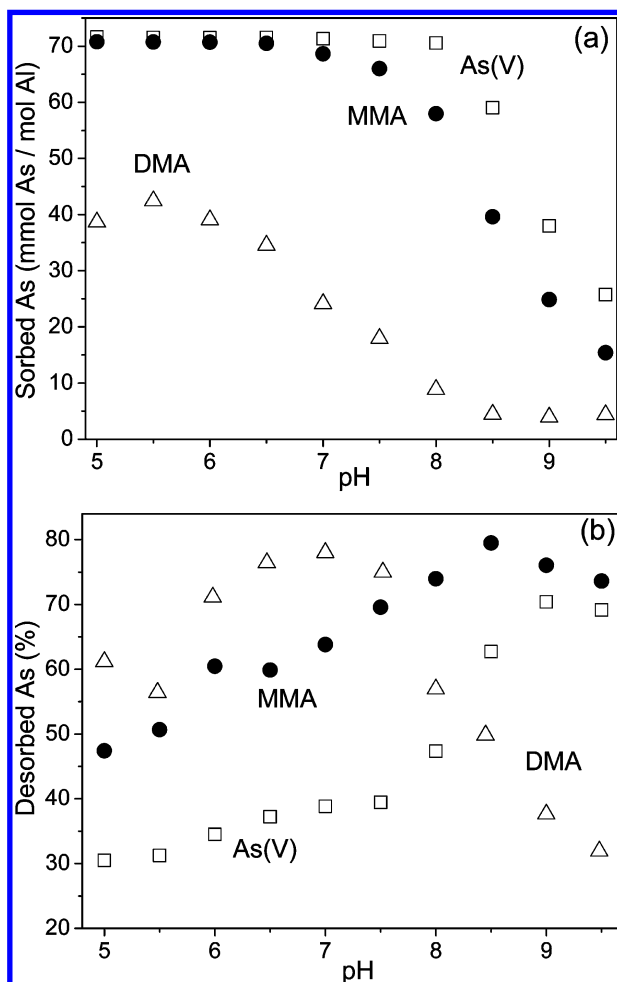 (a)
70
As(V)
60
MMA
50
DMA
40
30
20
10
0
Sorbed As (mmol As / mol Al)
5 6 7 8 9
pH
(b)
80
70
60
MMA
50
DMA
40
As(V)
30
20
Desorbed As (%)
5 6 7 8 9
pH